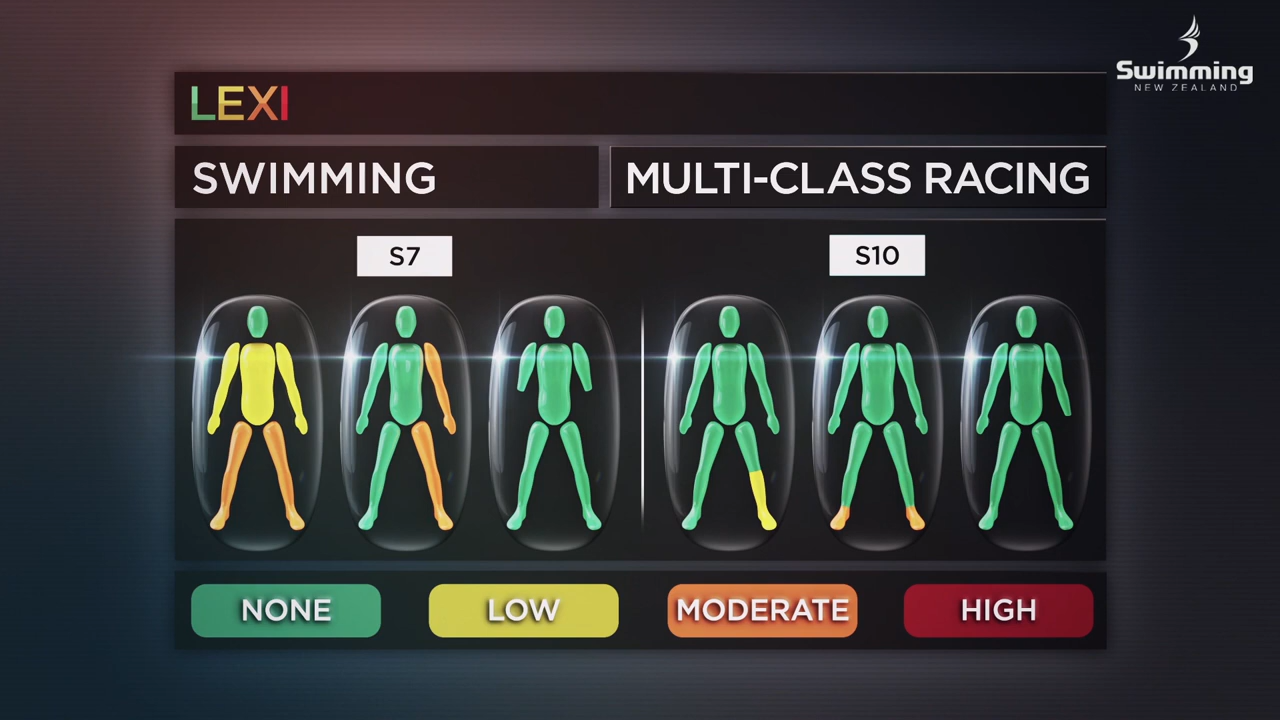 Swimming
NEW ZEALAND
LEXI
SWIMMING
MULTI-CLASS RACING
S7
S10
NONE
LOW
MODERATE
HIGH